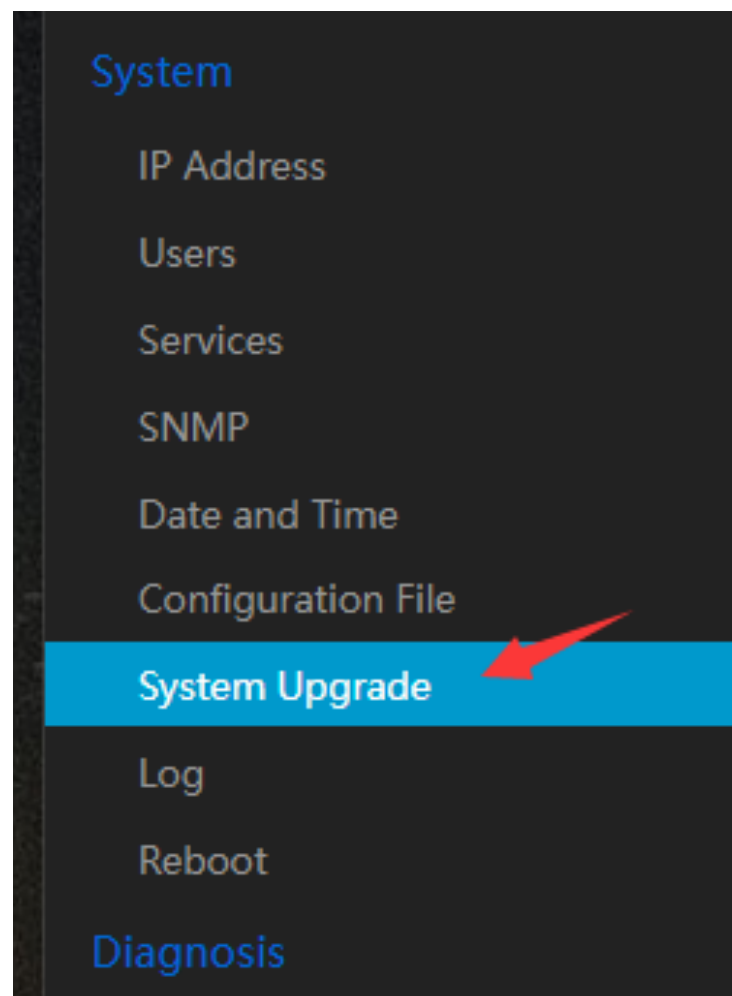 System
IP Address
Users
Services
SNMP
Date and Time
Configuration File
System Upgrade
Log
Reboot
Diagnosis